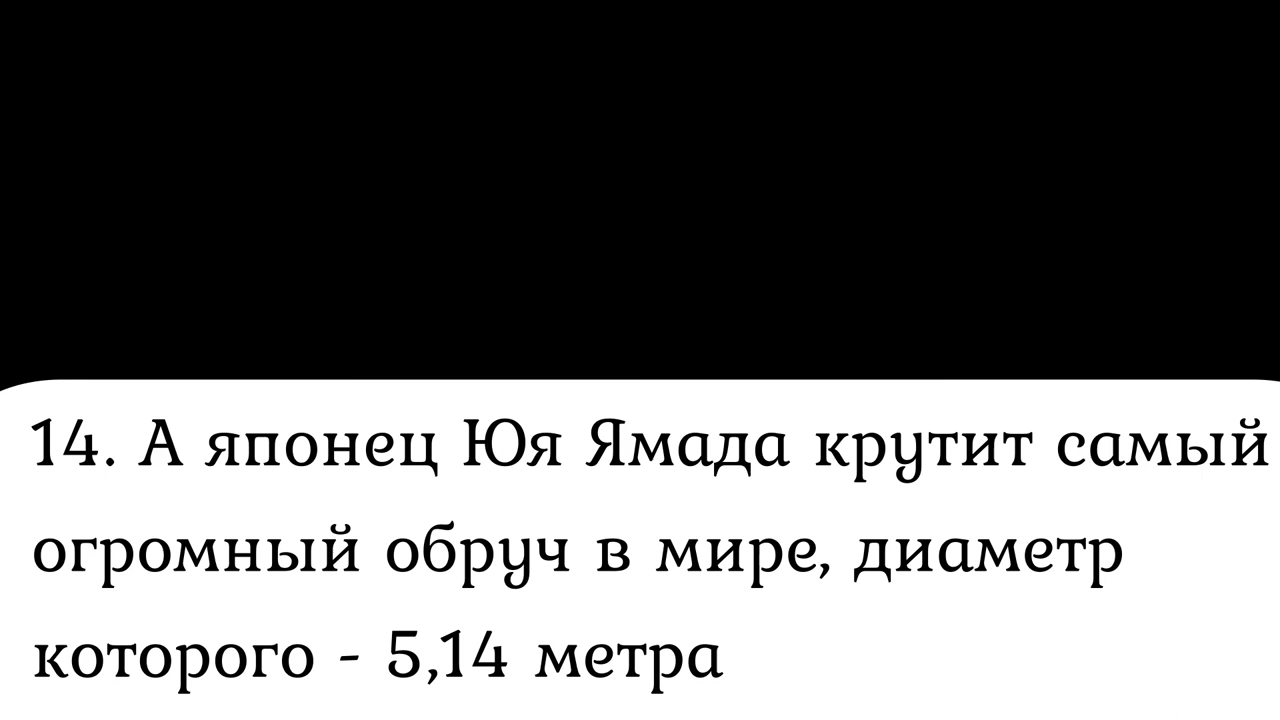 14. А японец Юя Ямада крутит самый
огромный обруч в мире, диаметр
которого - 5,14 метра